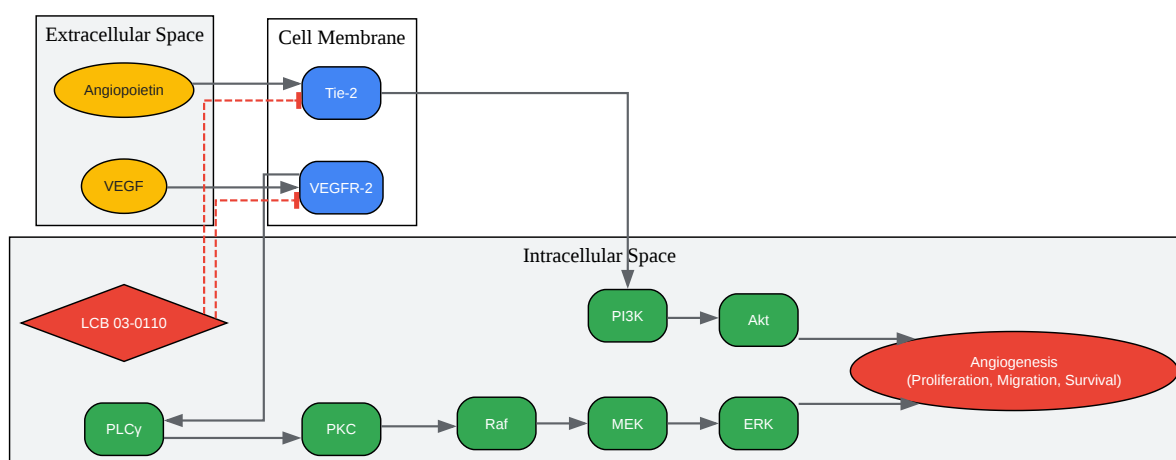 Extracellular Space
Cell Membrane
Angiopoietin
Tie-2
VEGF
VEGFR-2
Intracellular Space
LCB 03-0110
PI3K
Akt
Angiogenesis
(Proliferation, Migration, Survival)
PLCγ
PKC
Raf
MEK
ERK